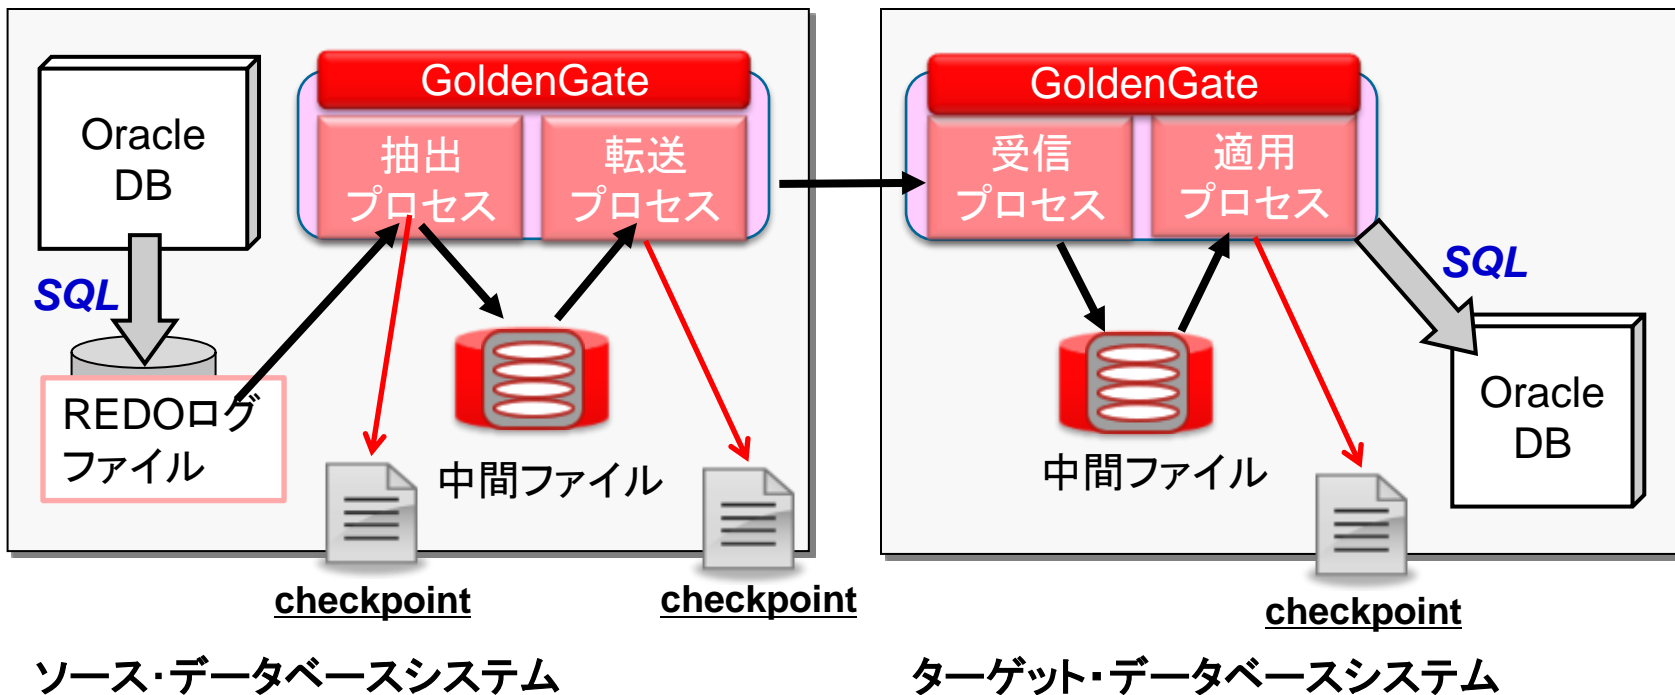 GoldenGate
Oracle
DB
抽出
プロセス
転送
プロセス
SQL
REDOログ
ファイル
中間ファイル
checkpoint
checkpoint
ソース・データベースシステム
GoldenGate
受信
プロセス
適用
プロセス
SQL
Oracle
DB
中間ファイル
checkpoint
ターゲット・データベースシステム